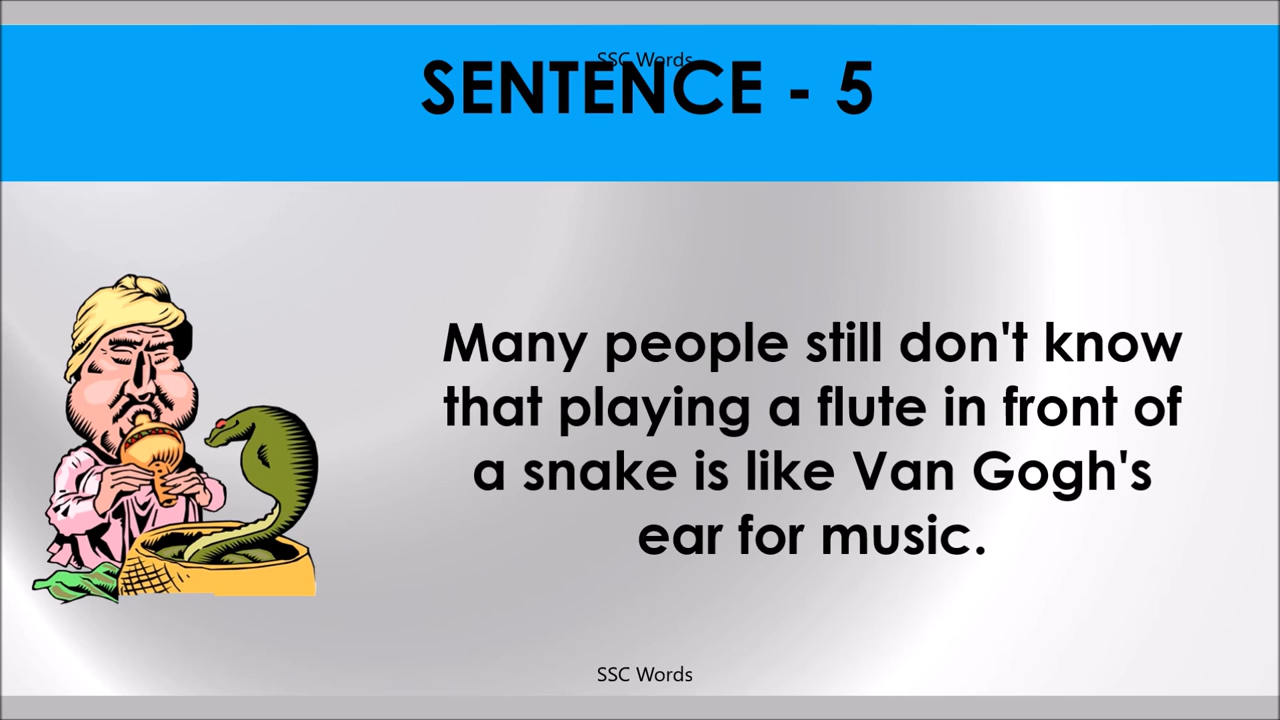 SSC Words
SENTENCE - 5
Many people still don't know
that playing a flute in front of
a snake is like Van Gogh's
ear for music.
SSC Words